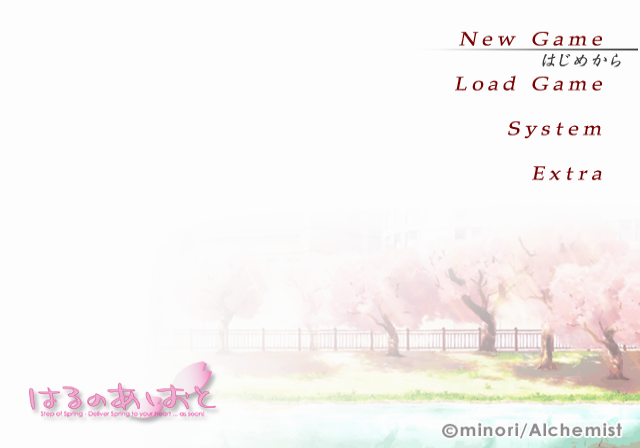 New Game
はじめから
Load Game
System
Extra
はるのあしおと
Step of Spring - Deliver Spring to your heart ... as soon!
©minori/Alchemist